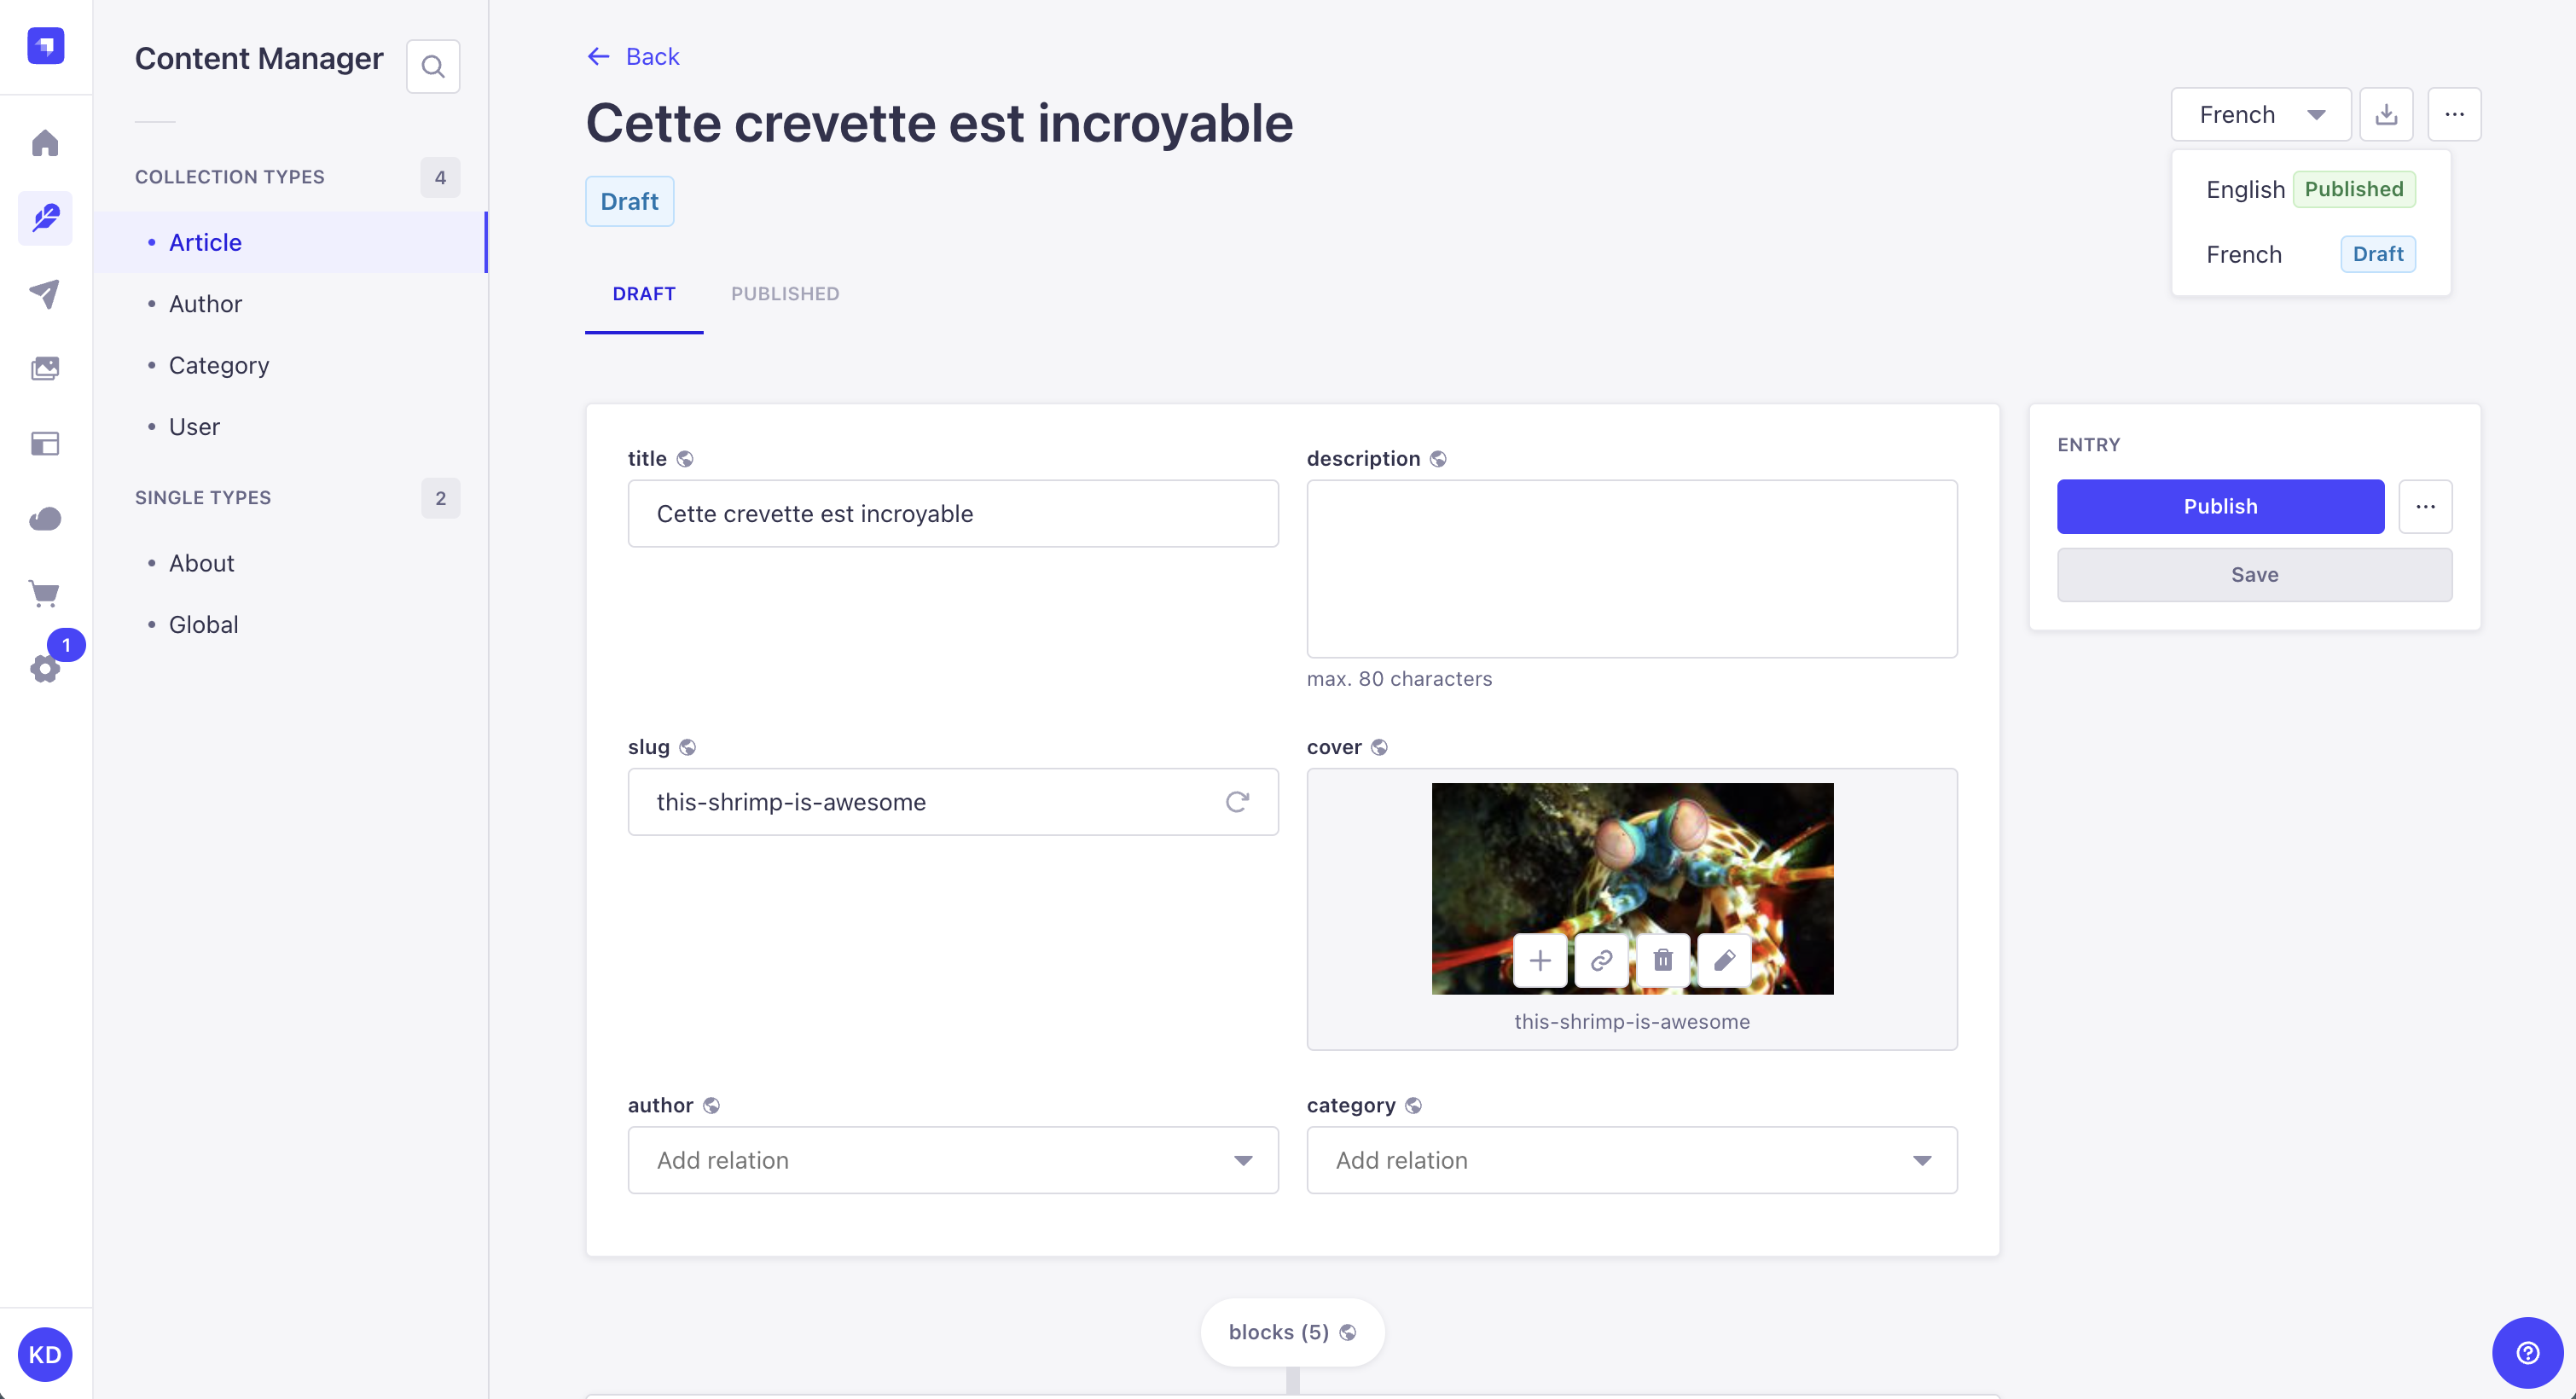 Content Manager
COLLECTION TYPES 4
Article
Author
Category
User
SINGLE TYPES 2
About
Global
1
KD
Back
Cette crevette est incroyable
Draft
French
English Published
French Draft
DRAFT PUBLISHED
title
Cette crevette est incroyable
description
max. 80 characters
slug
this-shrimp-is-awesome
cover
this-shrimp-is-awesome
author
Add relation
category
Add relation
blocks (5)
ENTRY
Publish
Save